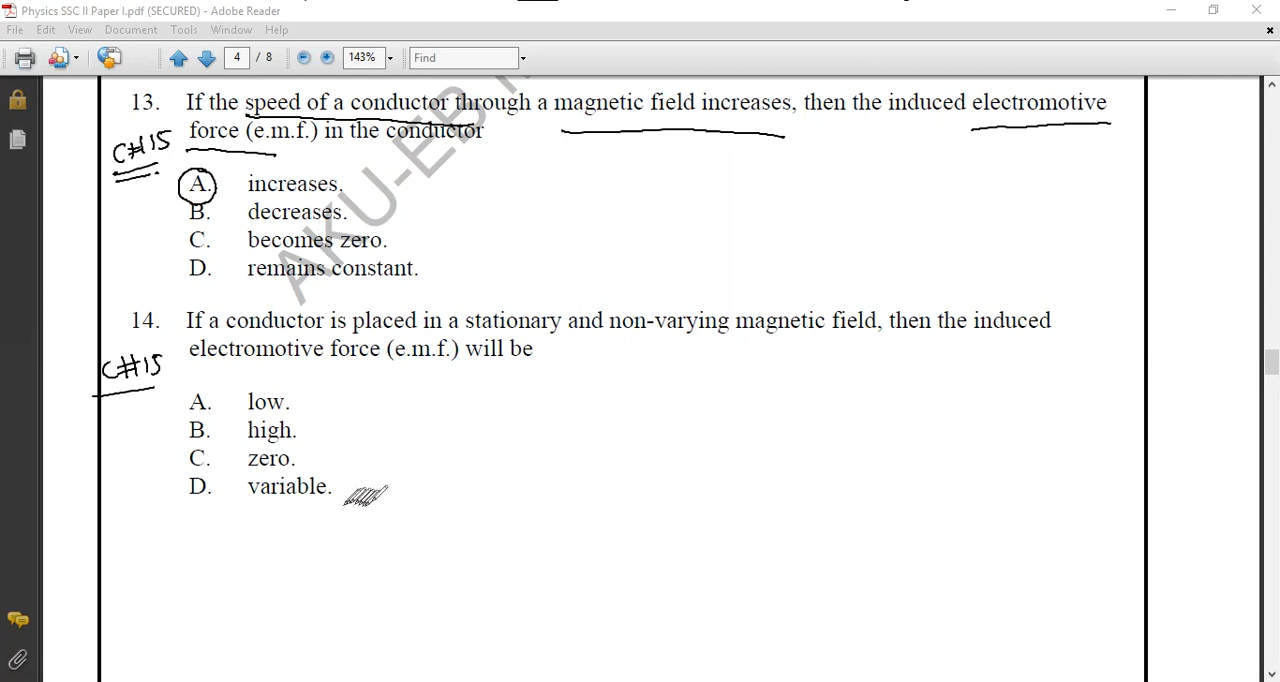 Physics SSC II Paper I.pdf (SECURED) - Adobe Reader
File Edit View Document Tools Window Help
4 / 8 143% Find
13. If the speed of a conductor through a magnetic field increases, then the induced electromotive
force (e.m.f.) in the conductor
C#15
A. increases.
B. decreases.
C. becomes zero.
D. remains constant.
AKU-EB
14. If a conductor is placed in a stationary and non-varying magnetic field, then the induced
electromotive force (e.m.f.) will be
C#15
A. low.
B. high.
C. zero.
D. variable.